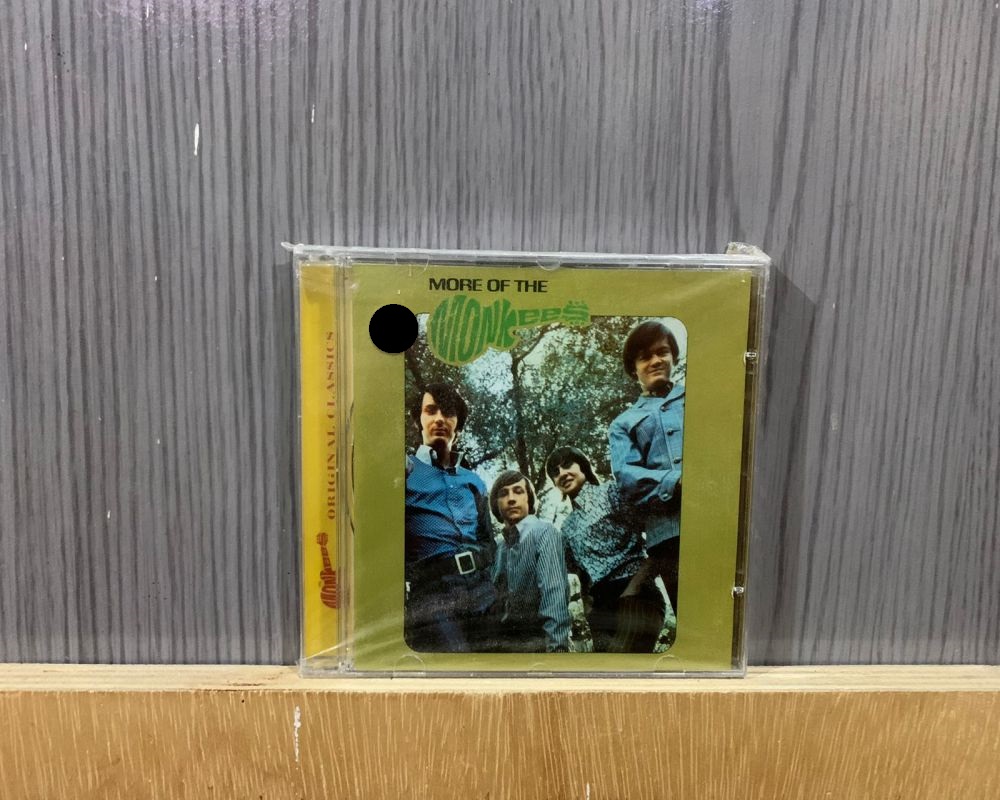 MORE OF THE
MONKEES
ORIGINAL CLASSICS
MONKEES